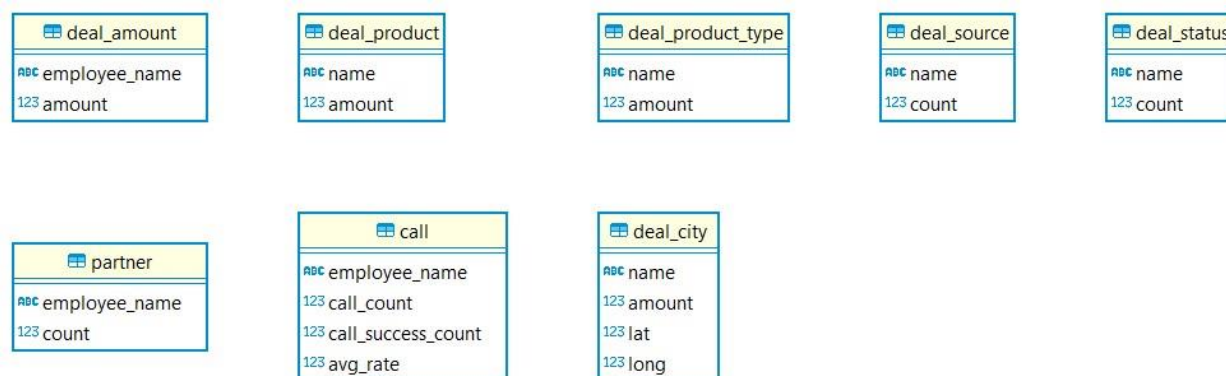 deal_amount
ABC employee_name
123 amount
deal_product
ABC name
123 amount
deal_product_type
ABC name
123 amount
deal_source
ABC name
123 count
deal_status
ABC name
123 count
partner
ABC employee_name
123 count
call
ABC employee_name
123 call_count
123 call_success_count
123 avg_rate
deal_city
ABC name
123 amount
123 lat
123 long